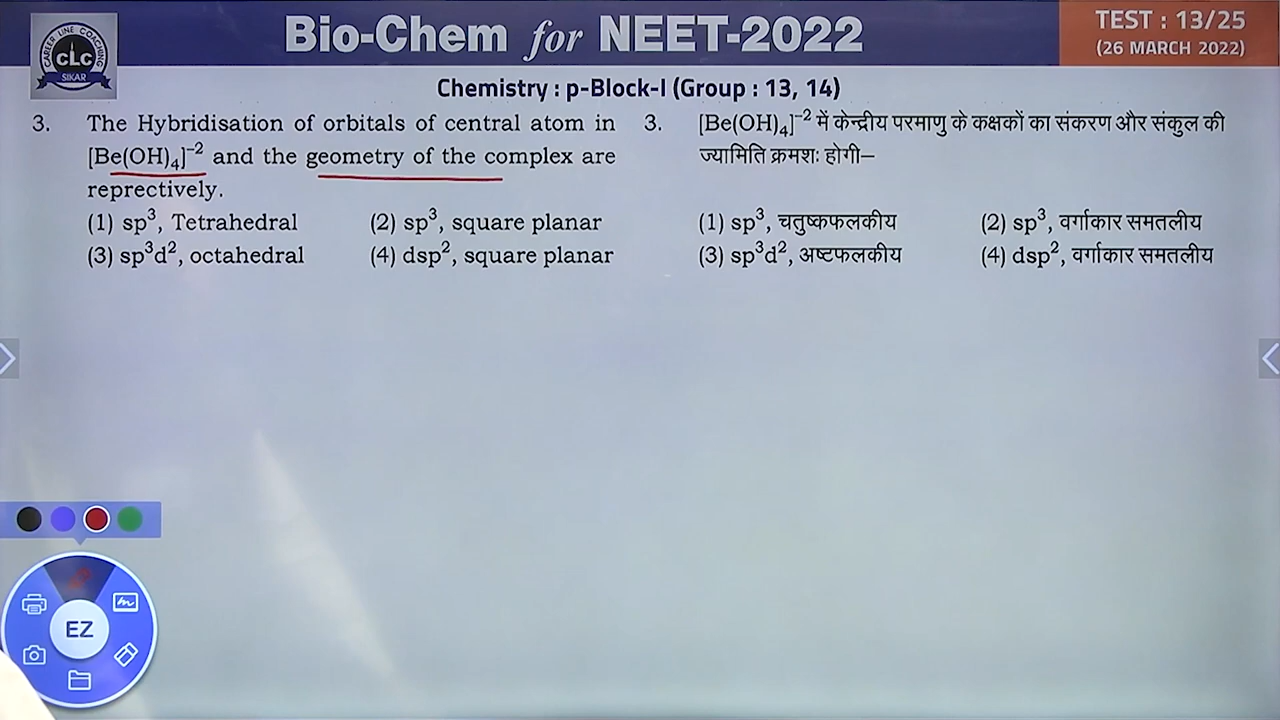 CAREER LINE COACHING
CLC
SIKAR
Bio-Chem for NEET-2022
TEST : 13/25
(26 MARCH 2022)
Chemistry : p-Block-I (Group : 13, 14)
3. The Hybridisation of orbitals of central atom in
[Be(OH)₄]⁻² and the geometry of the complex are
reprectively.
(1) sp³, Tetrahedral (2) sp³, square planar
(3) sp³d², octahedral (4) dsp², square planar
3. [Be(OH)₄]⁻² में केन्द्रीय परमाणु के कक्षकों का संकरण और संकुल की
ज्यामिति क्रमशः होगी–
(1) sp³, चतुष्कफलकीय (2) sp³, वर्गाकार समतलीय
(3) sp³d², अष्टफलकीय (4) dsp², वर्गाकार समतलीय
EZ